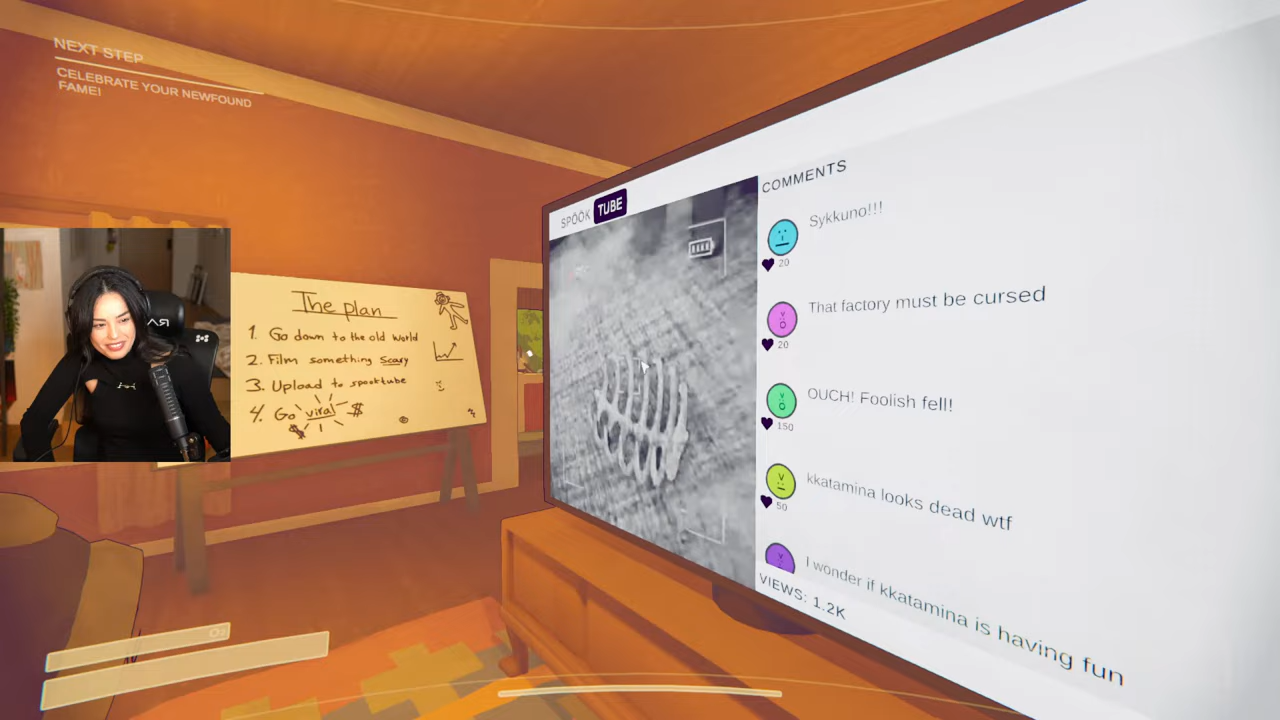 NEXT STEP
CELEBRATE YOUR NEWFOUND
FAME!
The plan
1. Go down to the old world
2. Film something scary
3. Upload to spooktube
4. Go viral $
$
SPÖÖK TUBE
COMMENTS
Sykkuno!!!
20
That factory must be cursed
20
OUCH! Foolish fell!
150
kkatamina looks dead wtf
50
I wonder if kkatamina is having fun
VIEWS: 1.2K